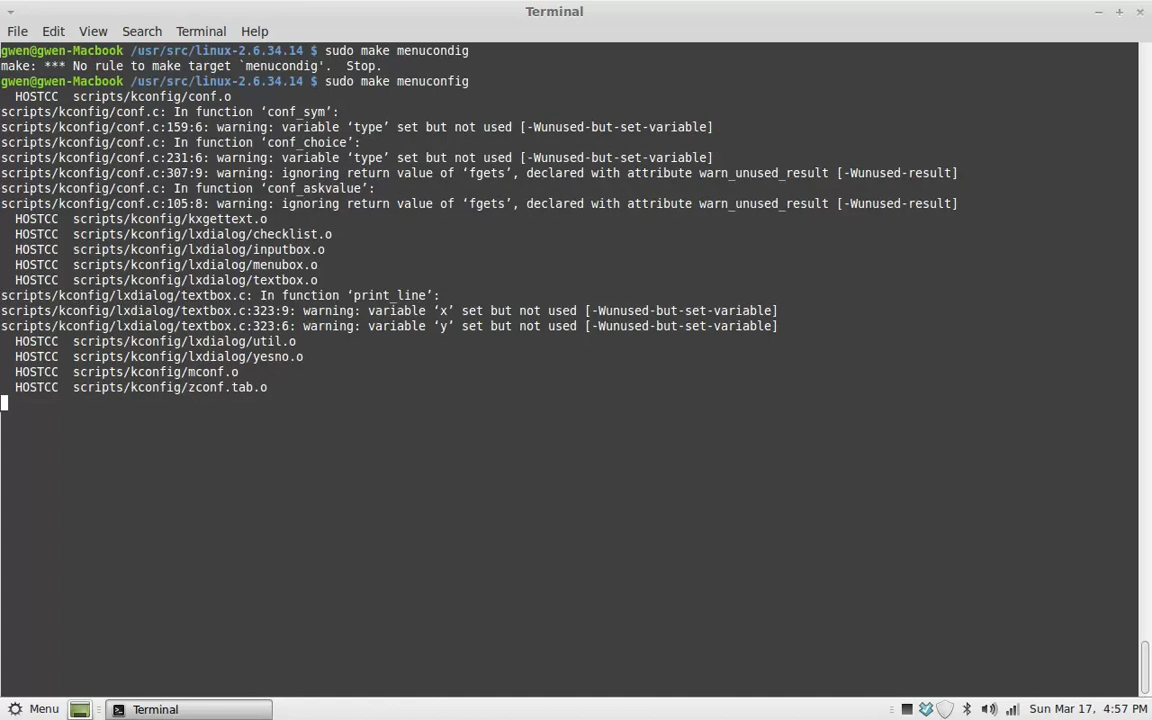 Terminal
File Edit View Search Terminal Help
gwen@gwen-Macbook /usr/src/linux-2.6.34.14 $ sudo make menucondig
make: *** No rule to make target `menucondig'.  Stop.
gwen@gwen-Macbook /usr/src/linux-2.6.34.14 $ sudo make menuconfig
  HOSTCC  scripts/kconfig/conf.o
scripts/kconfig/conf.c: In function ‘conf_sym’:
scripts/kconfig/conf.c:159:6: warning: variable ‘type’ set but not used [-Wunused-but-set-variable]
scripts/kconfig/conf.c: In function ‘conf_choice’:
scripts/kconfig/conf.c:231:6: warning: variable ‘type’ set but not used [-Wunused-but-set-variable]
scripts/kconfig/conf.c:307:9: warning: ignoring return value of ‘fgets’, declared with attribute warn_unused_result [-Wunused-result]
scripts/kconfig/conf.c: In function ‘conf_askvalue’:
scripts/kconfig/conf.c:105:8: warning: ignoring return value of ‘fgets’, declared with attribute warn_unused_result [-Wunused-result]
  HOSTCC  scripts/kconfig/kxgettext.o
  HOSTCC  scripts/kconfig/lxdialog/checklist.o
  HOSTCC  scripts/kconfig/lxdialog/inputbox.o
  HOSTCC  scripts/kconfig/lxdialog/menubox.o
  HOSTCC  scripts/kconfig/lxdialog/textbox.o
scripts/kconfig/lxdialog/textbox.c: In function ‘print_line’:
scripts/kconfig/lxdialog/textbox.c:323:9: warning: variable ‘x’ set but not used [-Wunused-but-set-variable]
scripts/kconfig/lxdialog/textbox.c:323:6: warning: variable ‘y’ set but not used [-Wunused-but-set-variable]
  HOSTCC  scripts/kconfig/lxdialog/util.o
  HOSTCC  scripts/kconfig/lxdialog/yesno.o
  HOSTCC  scripts/kconfig/mconf.o
  HOSTCC  scripts/kconfig/zconf.tab.o
Menu Terminal Sun Mar 17, 4:57 PM